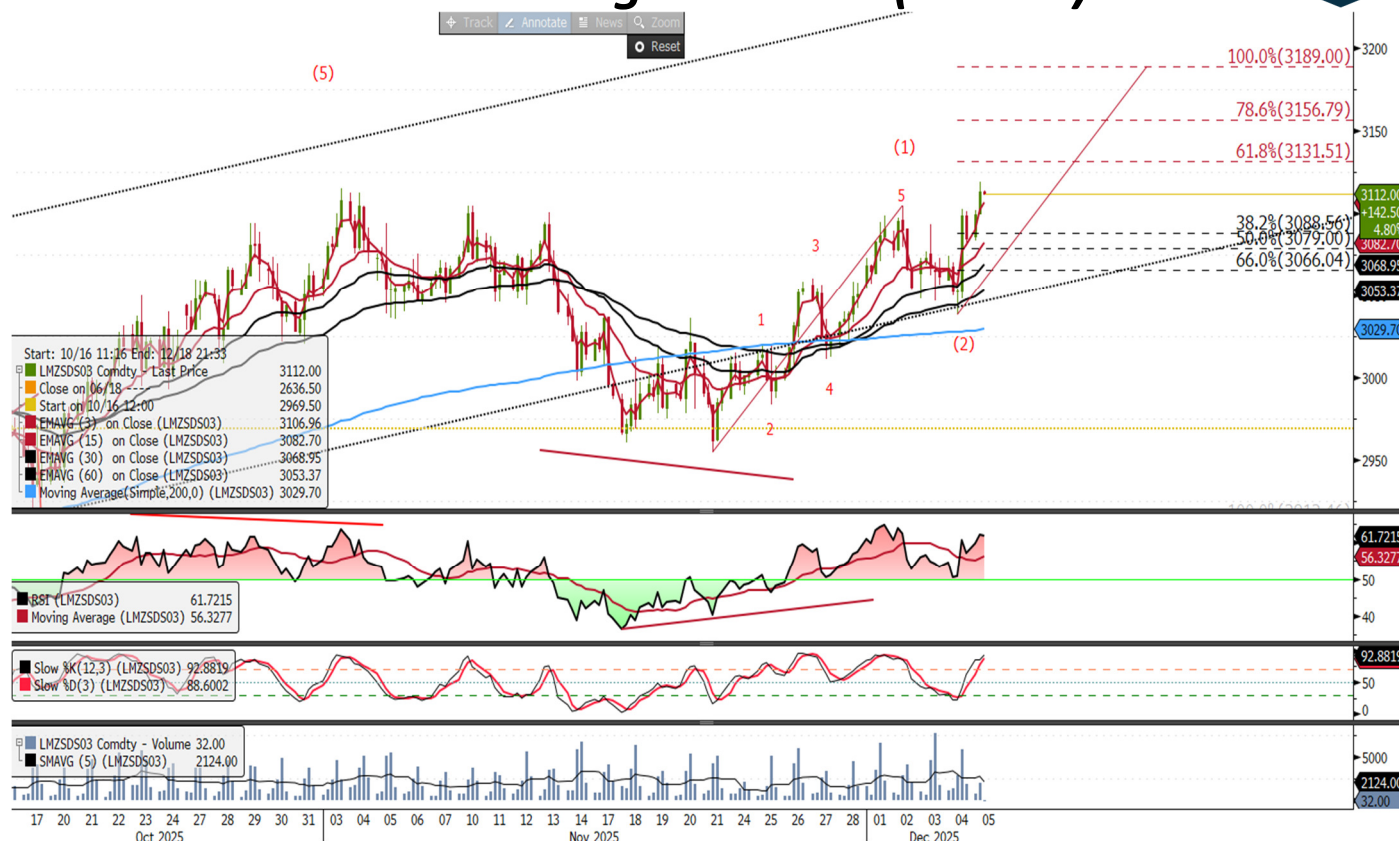 Track Annotate News Zoom
Reset
(5)
3200
100.0%(3189.00)
78.6%(3156.79)
3150
(1)
61.8%(3131.51)
5
3112.00
+142.50
4.80%
38.2%(3088.56)
3
50.0%(3079.00)
3082.70
66.0%(3066.04)
3068.95
3053.37
1
3029.70
(2)
Start: 10/16 11:16 End: 12/18 21:33
LMZSDS03 Comdty - Last Price 3112.00
3000
Close on 06/18 2636.50
4
Start on 10/16 12:00 2969.50
EMAVG (3) on Close (LMZSDS03) 3106.96
2
EMAVG (15) on Close (LMZSDS03) 3082.70
EMAVG (30) on Close (LMZSDS03) 3068.95
2950
EMAVG (60) on Close (LMZSDS03) 3053.37
Moving Average(Simple,200,0) (LMZSDS03) 3029.70
61.7215
56.3277
50
RSI (LMZSDS03) 61.7215
Moving Average (LMZSDS03) 56.3277
40
92.8819
Slow %K(12,3) (LMZSDS03) 92.8819
Slow %D(3) (LMZSDS03) 88.6002
50
0
LMZSDS03 Comdty - Volume 32.00
SMAVG (5) (LMZSDS03) 2124.00
5000
2124.00
32.00
17 20 21 22 23 24 27 28 29 30 31 03 04 05 06 07 10 11 12 13 14 17 18 19 20 21 24 25 26 27 28 01 02 03 04 05
Oct 2025 Nov 2025 Dec 2025